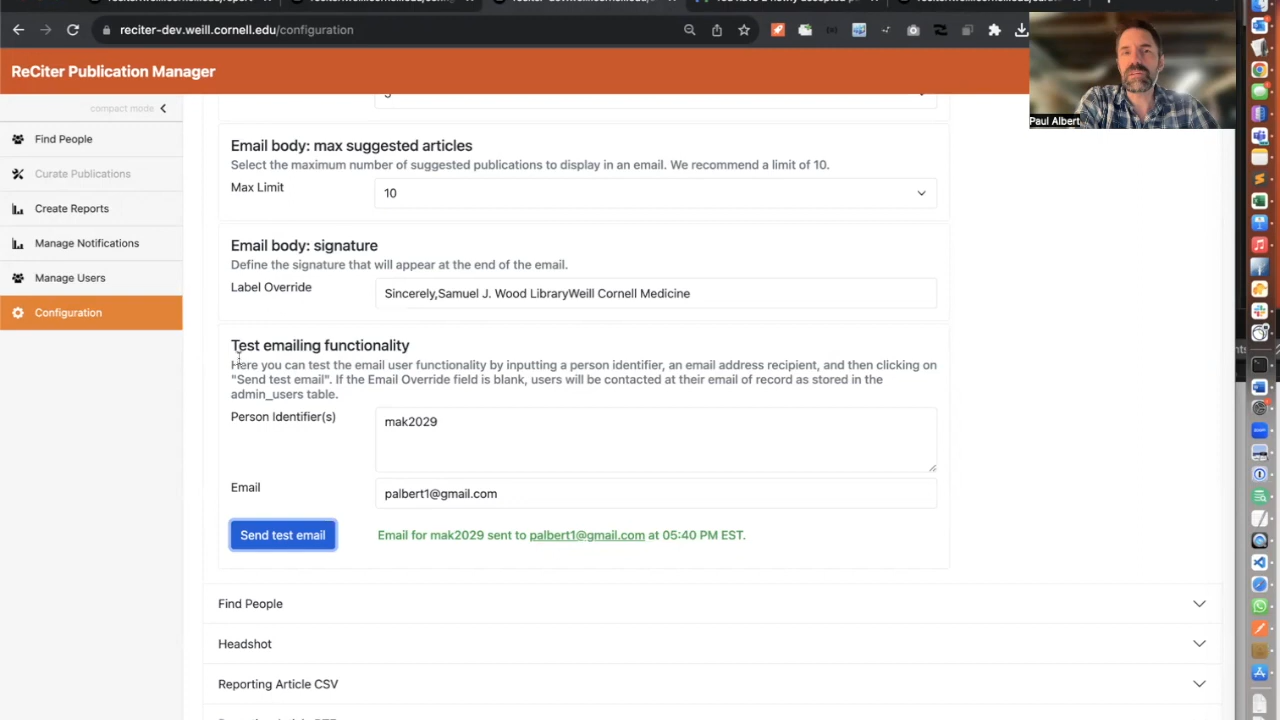 reciter-dev.weill.cornell.edu/configuration
ReCiter Publication Manager
Paul Albert
compact mode
Find People
Curate Publications
Create Reports
Manage Notifications
Manage Users
Configuration
Email body: max suggested articles
Select the maximum number of suggested publications to display in an email. We recommend a limit of 10.
Max Limit
10
Email body: signature
Define the signature that will appear at the end of the email.
Label Override
Sincerely,Samuel J. Wood LibraryWeill Cornell Medicine
Test emailing functionality
Here you can test the email user functionality by inputting a person identifier, an email address recipient, and then clicking on
"Send test email". If the Email Override field is blank, users will be contacted at their email of record as stored in the
admin_users table.
Person Identifier(s)
mak2029
Email
palbert1@gmail.com
Send test email
Email for mak2029 sent to palbert1@gmail.com at 05:40 PM EST.
Find People
Headshot
Reporting Article CSV